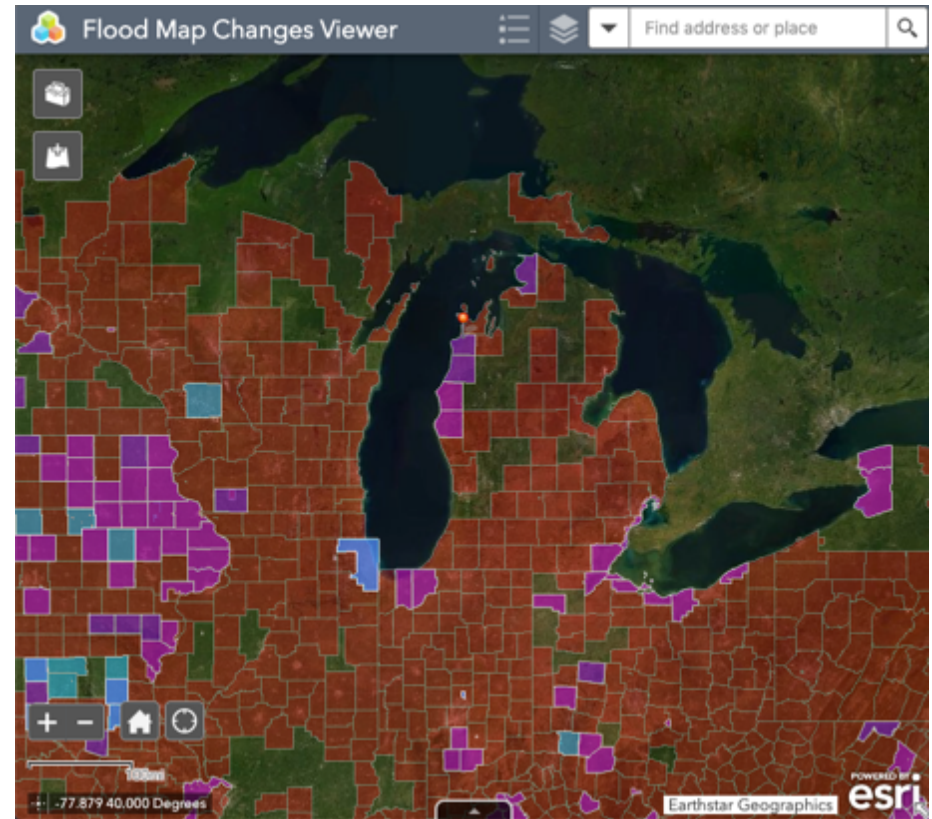 Flood Map Changes Viewer
Find address or place
100mi
-77.879 40.000 Degrees
Earthstar Geographics
POWERED BY
esri